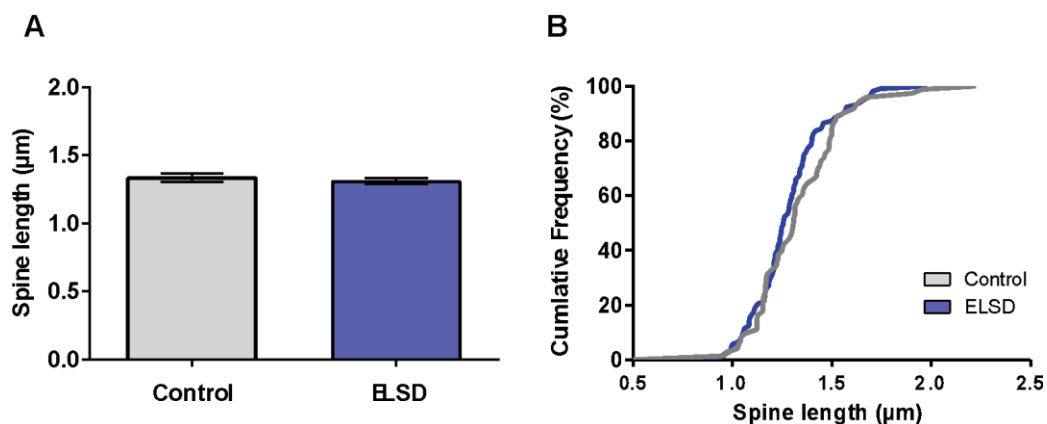 A
Spine length (µm)
2.0
1.5
1.0
0.5
0.0
Control
ELSD
B
Cumlative Frequency (%)
100
80
60
40
20
0
0.5
1.0
1.5
2.0
2.5
Spine length (µm)
Control
ELSD